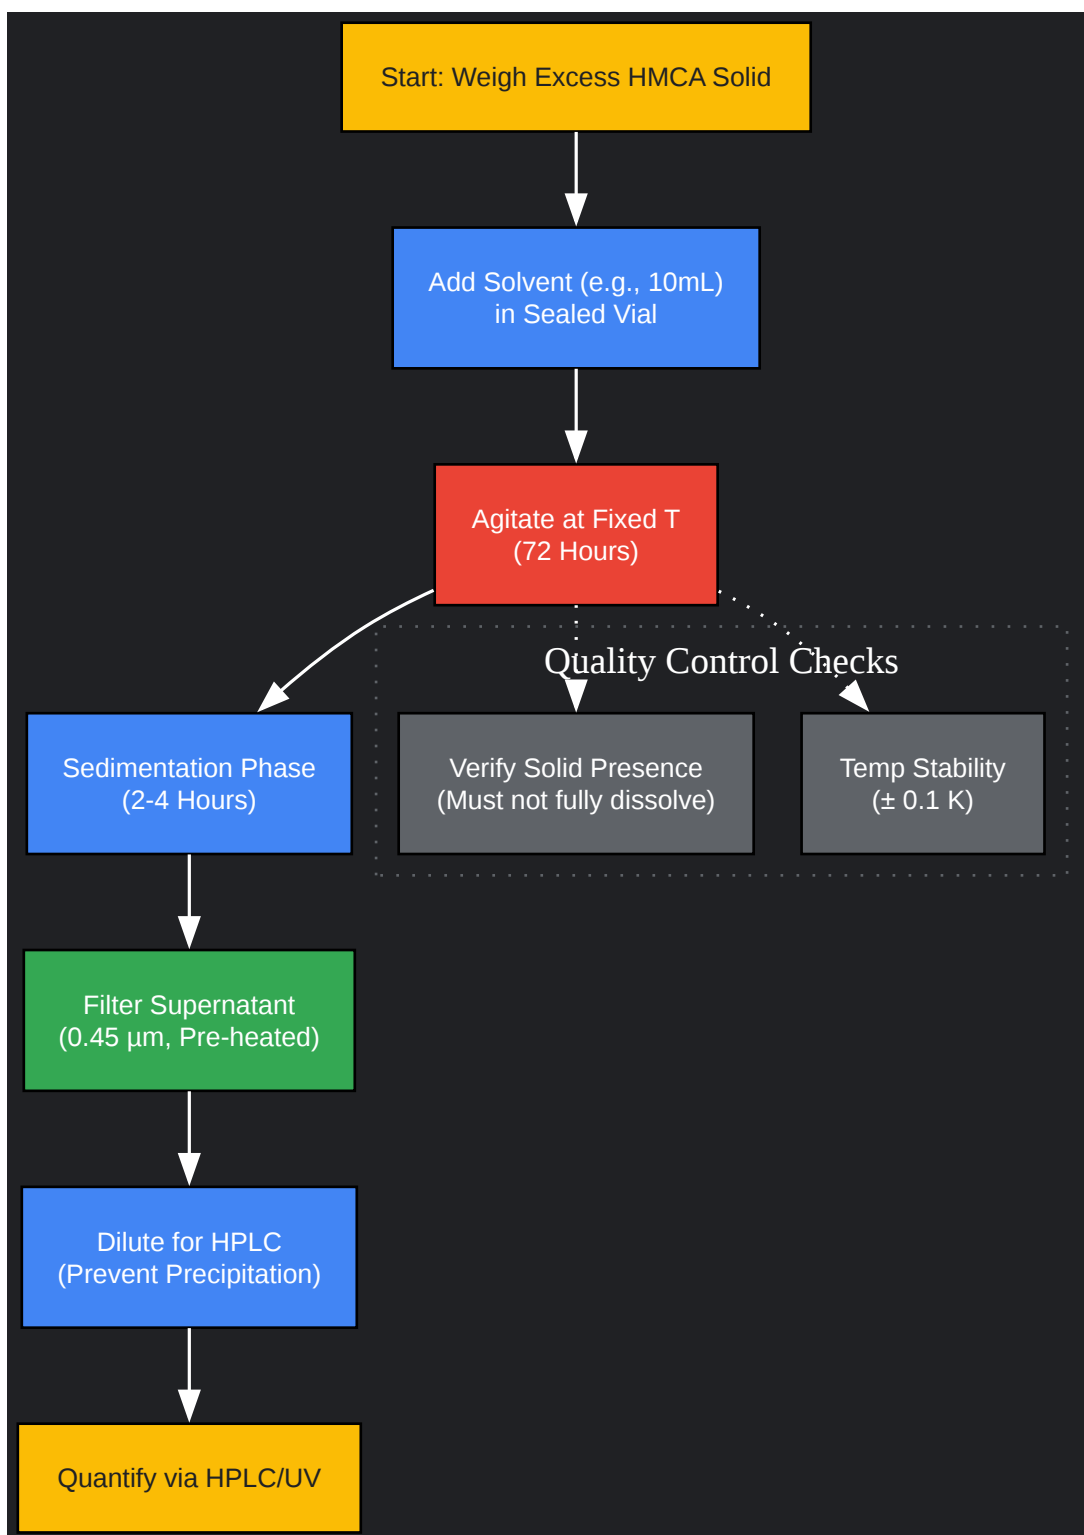 Start: Weigh Excess HMCA Solid
Add Solvent (e.g., 10mL)
in Sealed Vial
Agitate at Fixed T
(72 Hours)
Quality Control Checks
Sedimentation Phase
(2-4 Hours)
Verify Solid Presence
(Must not fully dissolve)
Temp Stability
(± 0.1 K)
Filter Supernatant
(0.45 µm, Pre-heated)
Dilute for HPLC
(Prevent Precipitation)
Quantify via HPLC/UV